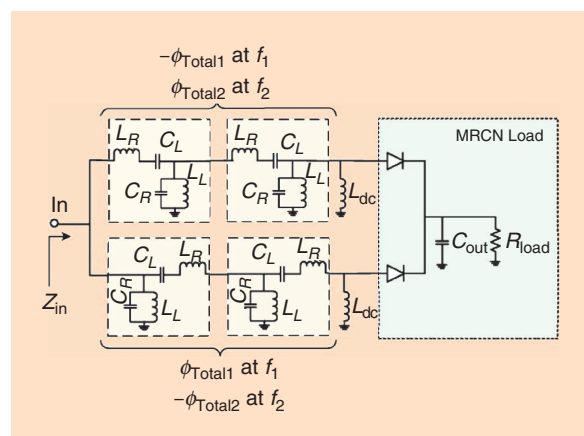 −ϕTotal1 at f1
ϕTotal2 at f2
MRCN Load
LR CL LR CL
CR LL CR LL Ldc
In
Cout Rload
Zin
CL LR CL LR
CR LL CR LL Ldc
ϕTotal1 at f1
−ϕTotal2 at f2